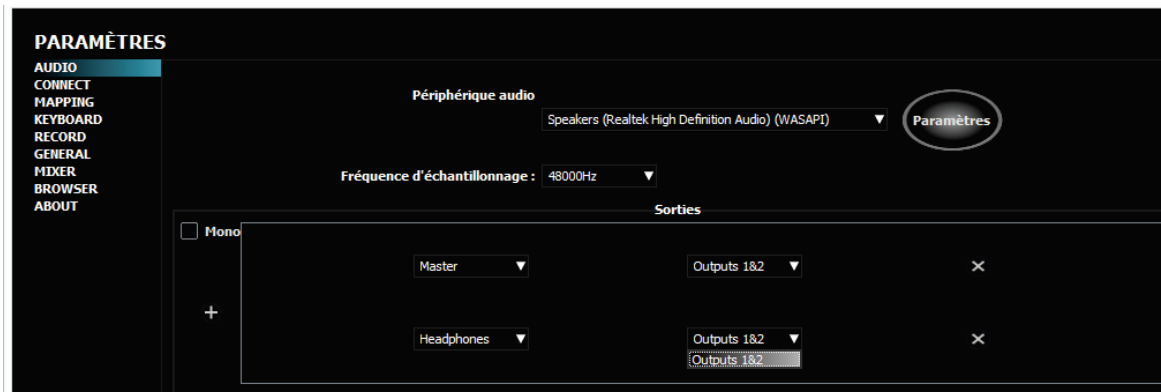 PARAMÈTRES
AUDIO
CONNECT
MAPPING
KEYBOARD
RECORD
GENERAL
MIXER
BROWSER
ABOUT
Périphérique audio
Speakers (Realtek High Definition Audio) (WASAPI)
Paramètres
Fréquence d'échantillonnage : 48000Hz
Sorties
Mono
Master Outputs 1&2
Headphones Outputs 1&2
Outputs 1&2